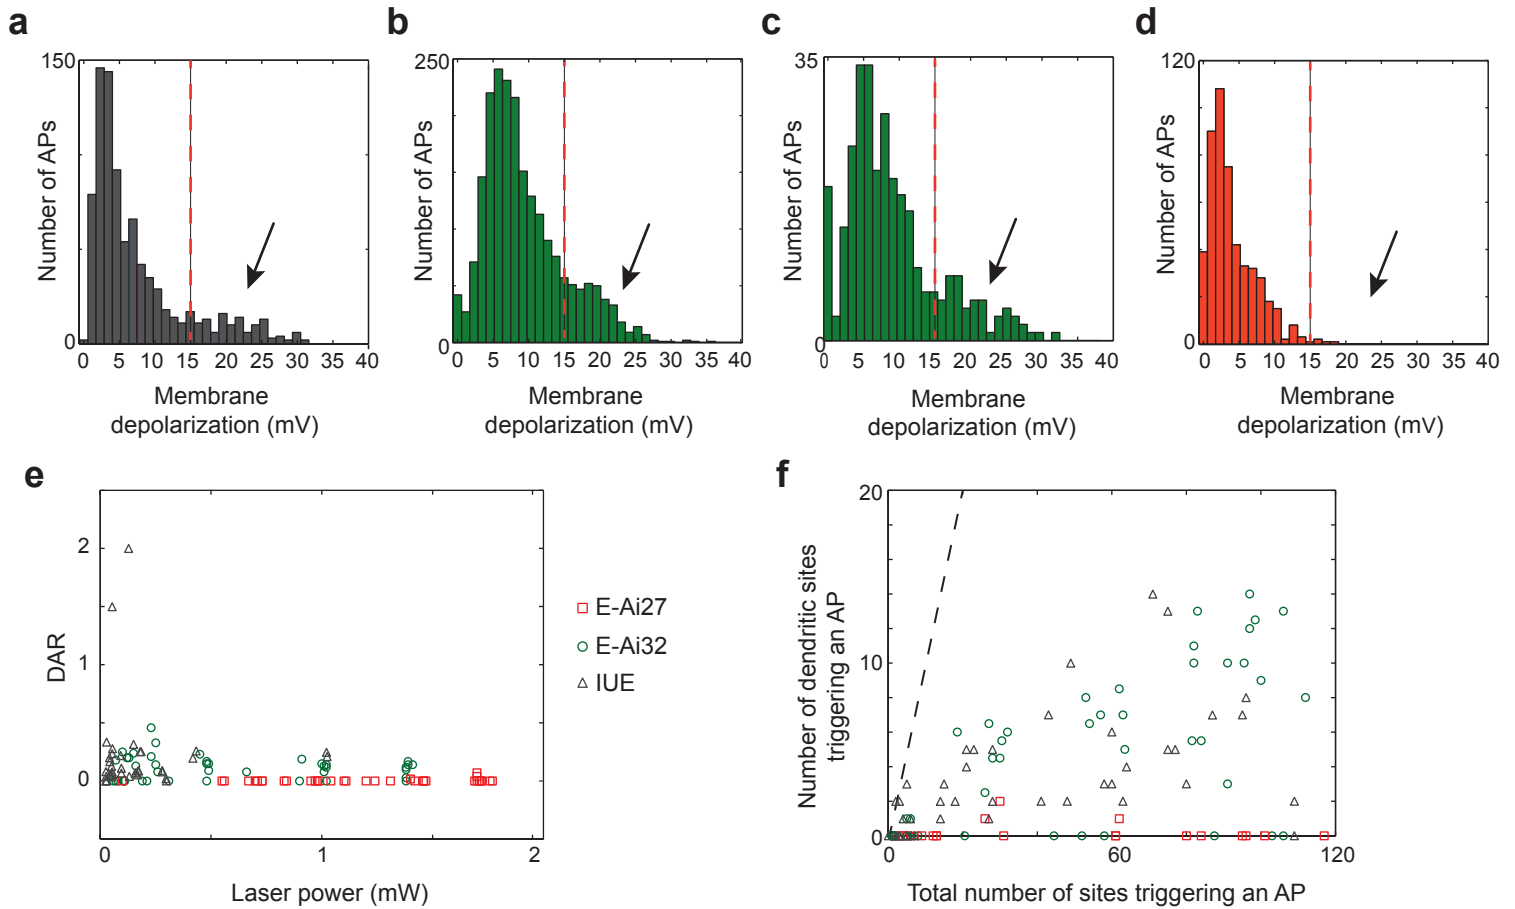 a
150
0
Number of APs
0 5 10 15 20 25 30 40
Membrane
depolarization (mV)
b
250
0
Number of APs
0 5 10 15 20 25 30 40
Membrane
depolarization (mV)
c
35
0
Number of APs
0 5 10 15 20 25 30 40
Membrane
depolarization (mV)
d
120
0
Number of APs
0 5 10 15 20 25 30 40
Membrane
depolarization (mV)
e
2
1
0
DAR
0 1 2
Laser power (mW)
E-Ai27
E-Ai32
IUE
f
20
10
0
Number of dendritic sites
triggering an AP
0 60 120
Total number of sites triggering an AP